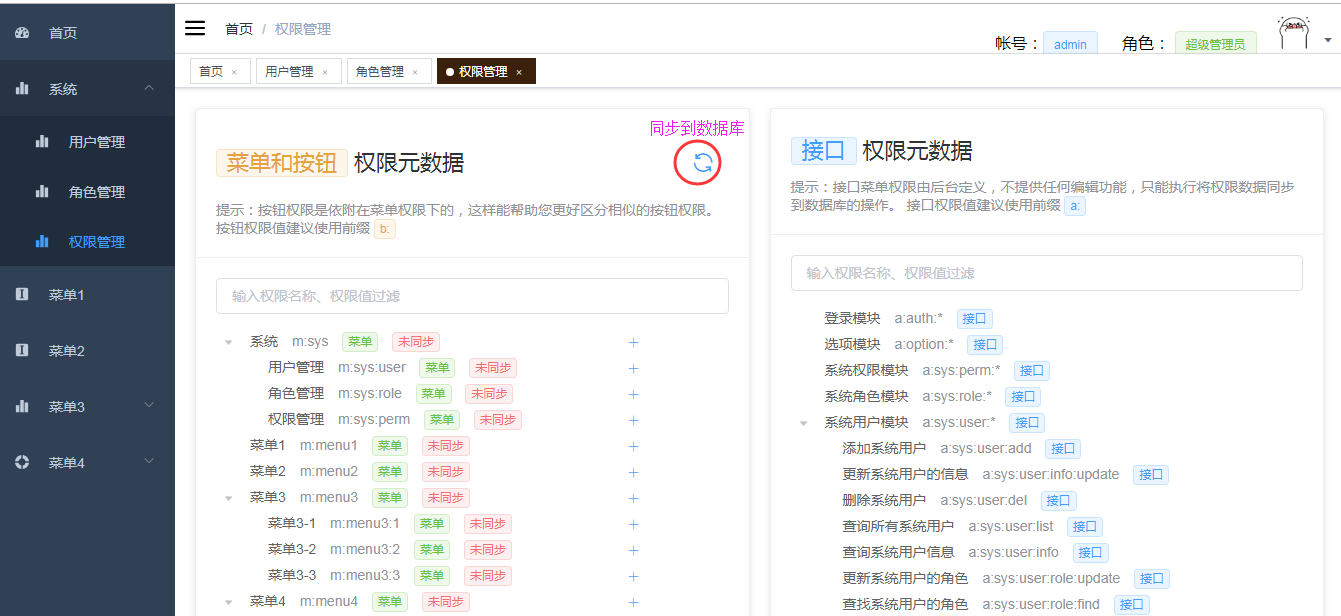 首页
系统
用户管理
角色管理
权限管理
菜单1
菜单2
菜单3
菜单4
首页 / 权限管理
帐号： admin 角色： 超级管理员
首页 × 用户管理 × 角色管理 × 权限管理 ×
同步到数据库
菜单和按钮 权限元数据
提示：按钮权限是依附在菜单权限下的，这样能帮助您更好区分相似的按钮权限。
按钮权限值建议使用前缀 b:
输入权限名称、权限值过滤
系统 m:sys 菜单 未同步 +
用户管理 m:sys:user 菜单 未同步 +
角色管理 m:sys:role 菜单 未同步 +
权限管理 m:sys:perm 菜单 未同步 +
菜单1 m:menu1 菜单 未同步 +
菜单2 m:menu2 菜单 未同步 +
菜单3 m:menu3 菜单 未同步 +
菜单3-1 m:menu3:1 菜单 未同步 +
菜单3-2 m:menu3:2 菜单 未同步 +
菜单3-3 m:menu3:3 菜单 未同步 +
菜单4 m:menu4 菜单 未同步 +
接口 权限元数据
提示：接口菜单权限由后台定义，不提供任何编辑功能，只能执行将权限数据同步
到数据库的操作。 接口权限值建议使用前缀 a:
输入权限名称、权限值过滤
登录模块 a:auth:* 接口
选项模块 a:option:* 接口
系统权限模块 a:sys:perm:* 接口
系统角色模块 a:sys:role:* 接口
系统用户模块 a:sys:user:* 接口
添加系统用户 a:sys:user:add 接口
更新系统用户的信息 a:sys:user:info:update 接口
删除系统用户 a:sys:user:del 接口
查询所有系统用户 a:sys:user:list 接口
查询系统用户信息 a:sys:user:info 接口
更新系统用户的角色 a:sys:user:role:update 接口
查找系统用户的角色 a:sys:user:role:find 接口